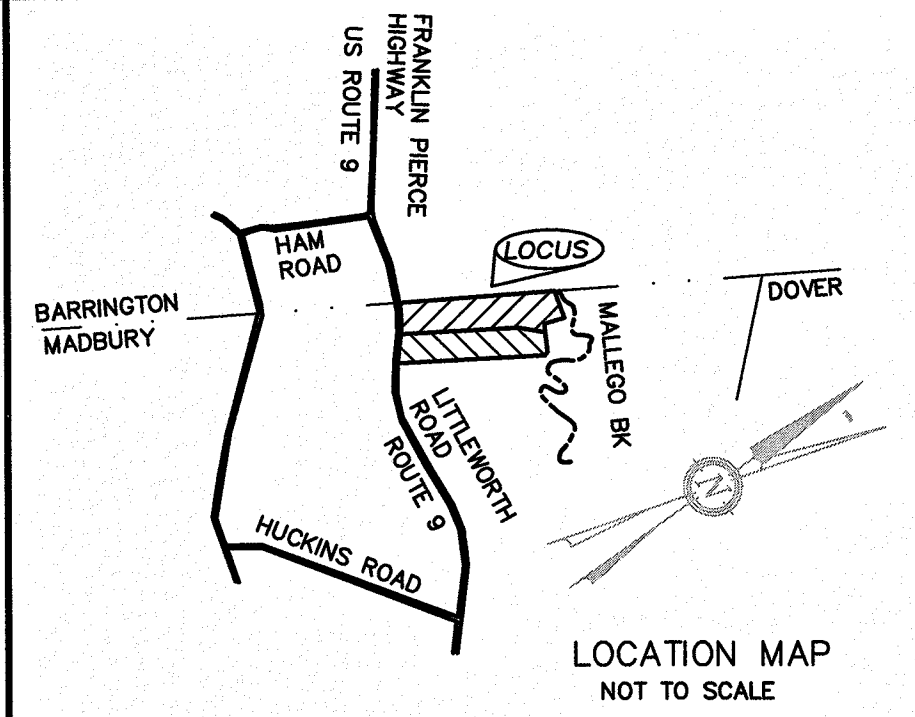 FRANKLIN PIERCE
HIGHWAY
US ROUTE 9
HAM
ROAD
LOCUS
BARRINGTON
MADBURY
DOVER
MALLEGO BK
LITTLEWORTH
ROAD
ROUTE 9
N
HUCKINS ROAD
LOCATION MAP
NOT TO SCALE